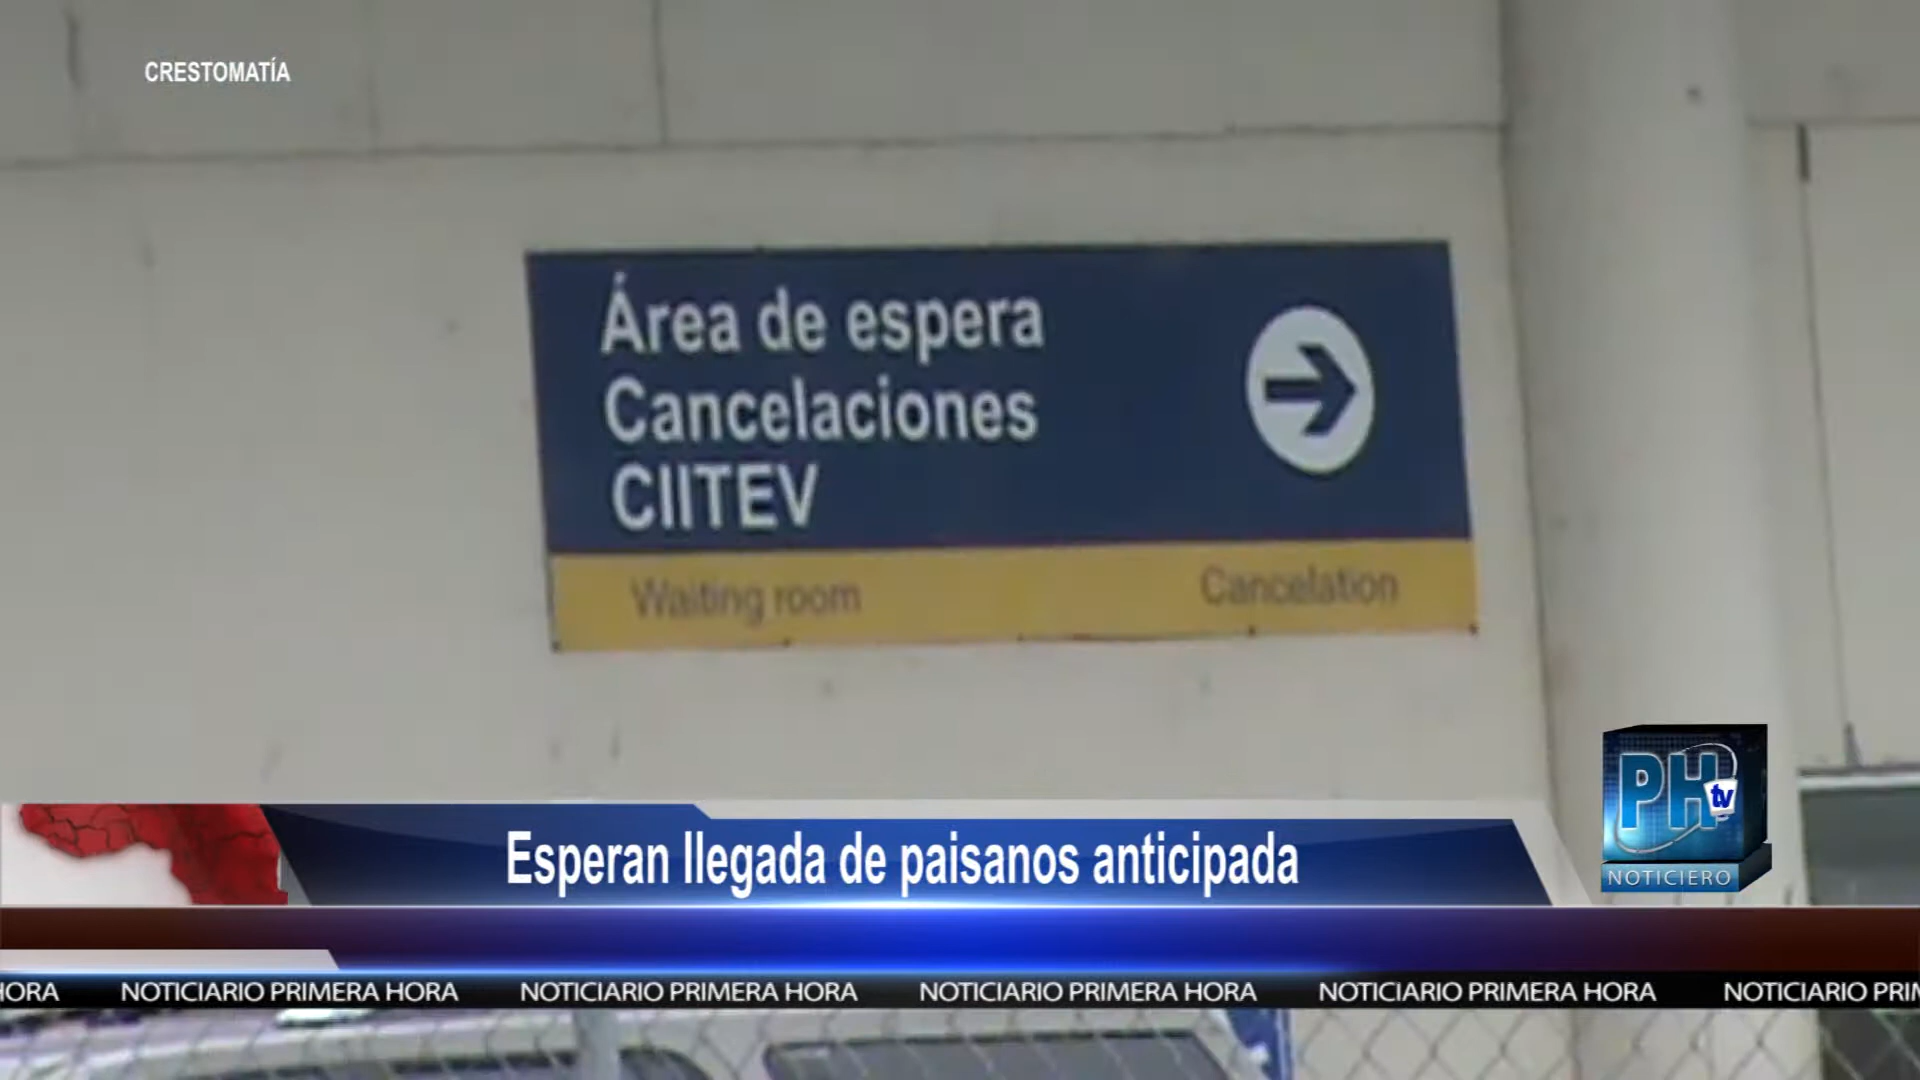 CRESTOMATÍA
Área de espera
Cancelaciones
CIITEV
Waiting room Cancelation
PH tv
NOTICIERO
Esperan llegada de paisanos anticipada
HORA NOTICIARIO PRIMERA HORA NOTICIARIO PRIMERA HORA NOTICIARIO PRIMERA HORA NOTICIARIO PRIMERA HORA NOTICIARIO PRIM